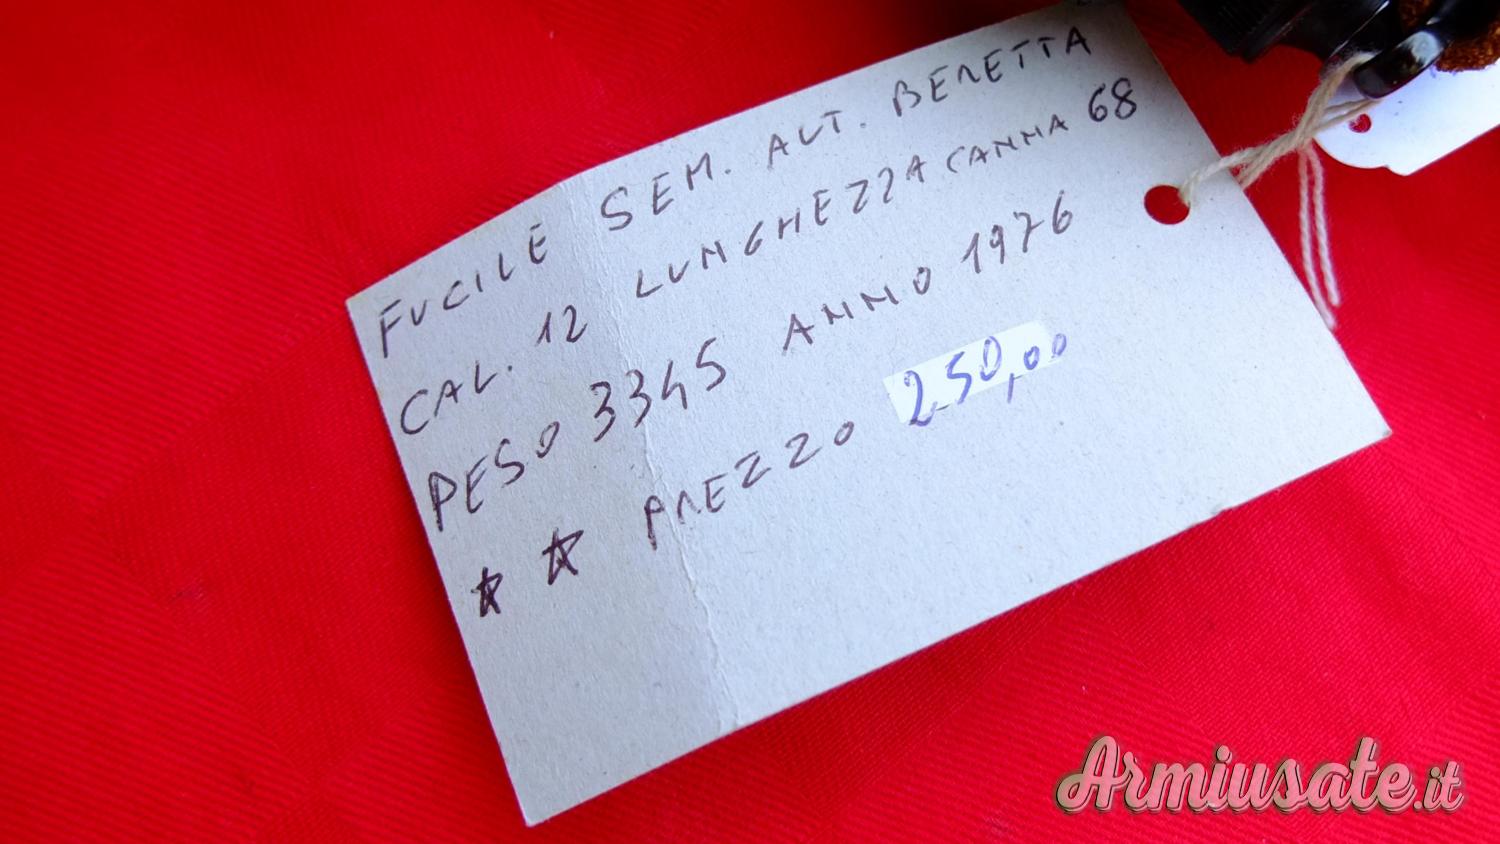 FUCILE SEM. AUT. BERETTA
CAL. 12 LUNGHEZZA CANNA 68
PESO 3345 ANNO 1976
☆ ☆ PREZZO 250,00
Armiusate.it